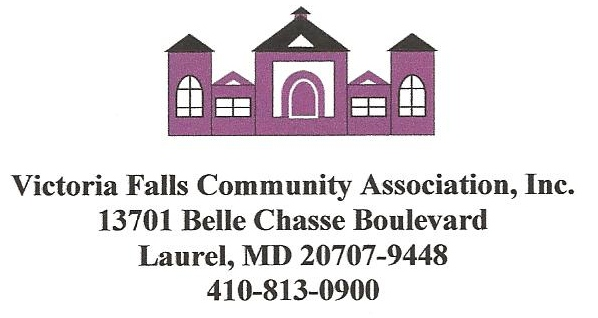 Victoria Falls Community Association, Inc.
13701 Belle Chasse Boulevard
Laurel, MD 20707-9448
410-813-0900